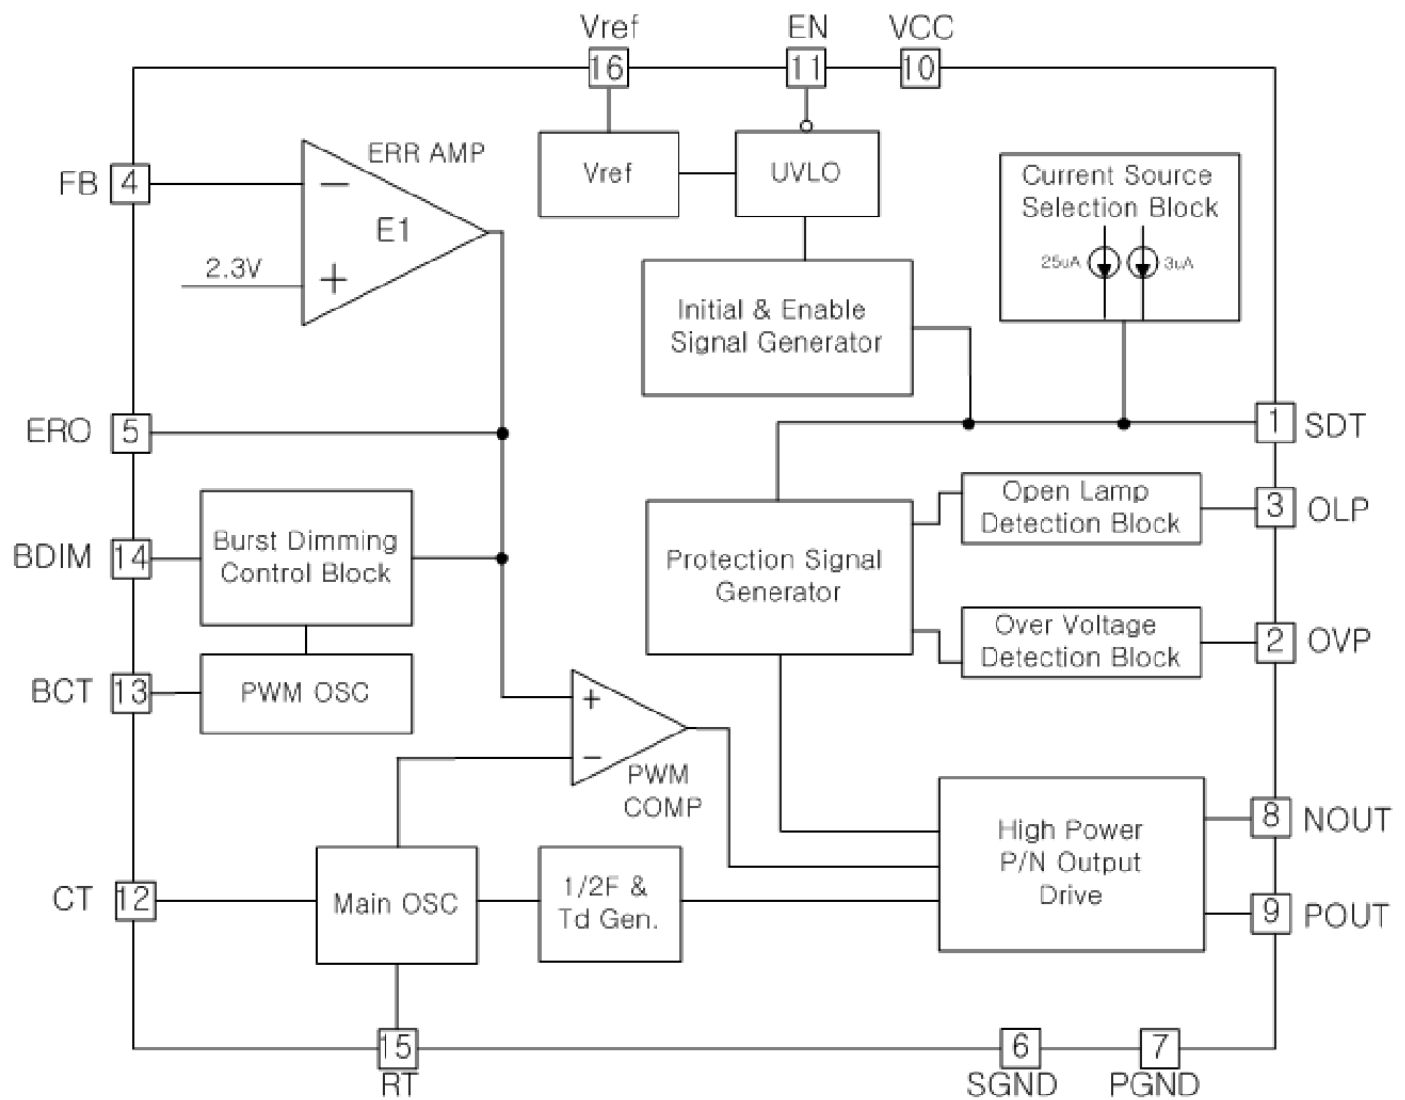 Vref
EN
VCC
16
11
10
ERR AMP
FB
4
−
E1
2.3V
+
Vref
UVLO
Current Source
Selection Block
25uA
3uA
Initial & Enable
Signal Generator
ERO
5
1
SDT
BDIM
14
Burst Dimming
Control Block
Protection Signal
Generator
Open Lamp
Detection Block
3
OLP
Over Voltage
Detection Block
2
OVP
BCT
13
PWM OSC
+
−
PWM
COMP
High Power
P/N Output
Drive
8
NOUT
9
POUT
CT
12
Main OSC
1/2F &
Td Gen.
15
RT
6
SGND
7
PGND